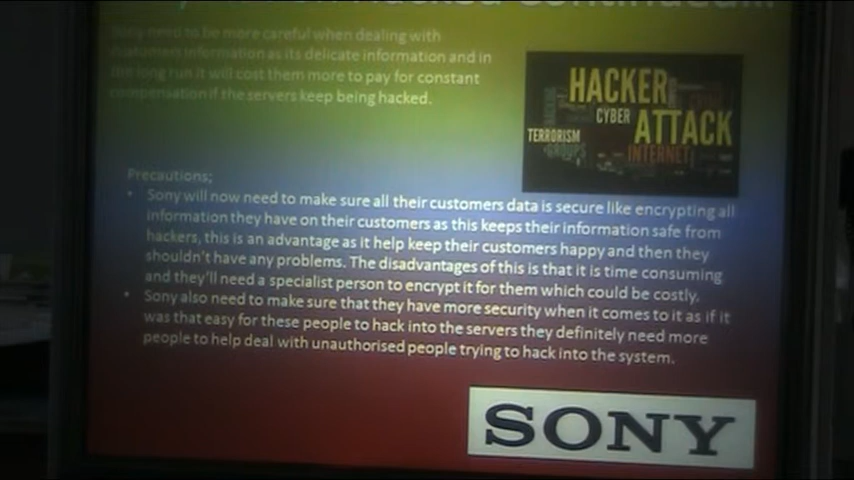 Hacked Continued...
Sony need to be more careful when dealing with
customers information as its delicate information and in
the long run it will cost them more to pay for constant
compensation if the servers keep being hacked.
HACKER
CYBER
TERRORISM ATTACK
GROUPS INTERNET
Precautions;
• Sony will now need to make sure all their customers data is secure like encrypting all
information they have on their customers as this keeps their information safe from
hackers, this is an advantage as it help keep their customers happy and then they
shouldn't have any problems. The disadvantages of this is that it is time consuming
and they'll need a specialist person to encrypt it for them which could be costly.
• Sony also need to make sure that they have more security when it comes to it as if it
was that easy for these people to hack into the servers they definitely need more
people to help deal with unauthorised people trying to hack into the system.
SONY